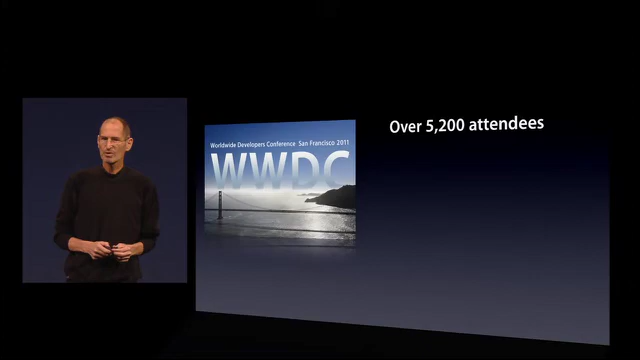 Over 5,200 attendees
Worldwide Developers Conference San Francisco 2011
WWDC